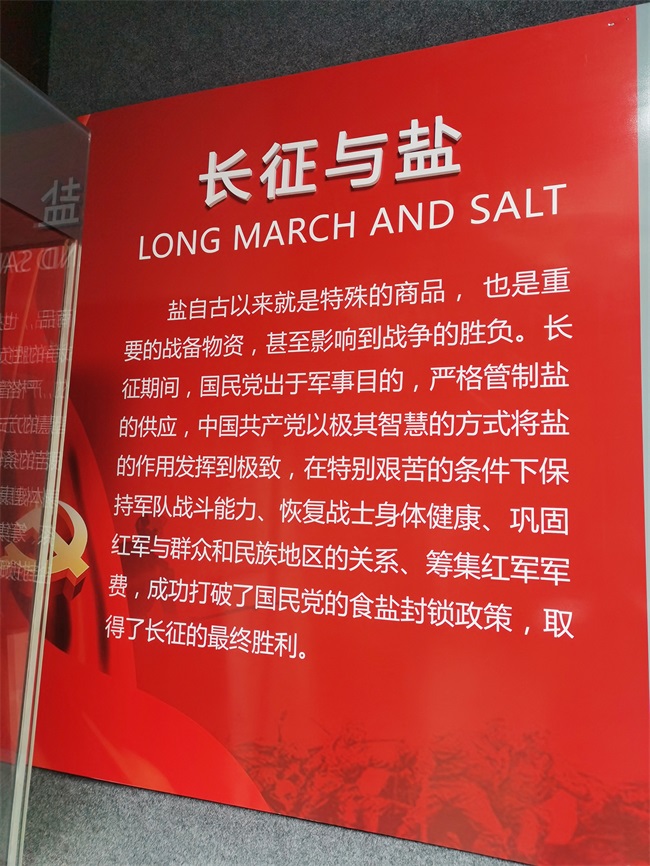 长征与盐
LONG MARCH AND SALT
盐自古以来就是特殊的商品，也是重
要的战备物资，甚至影响到战争的胜负。长
征期间，国民党出于军事目的，严格管制盐
的供应，中国共产党以极其智慧的方式将盐
的作用发挥到极致，在特别艰苦的条件下保
持军队战斗能力、恢复战士身体健康、巩固
红军与群众和民族地区的关系、筹集红军军
费，成功打破了国民党的食盐封锁政策，取
得了长征的最终胜利。